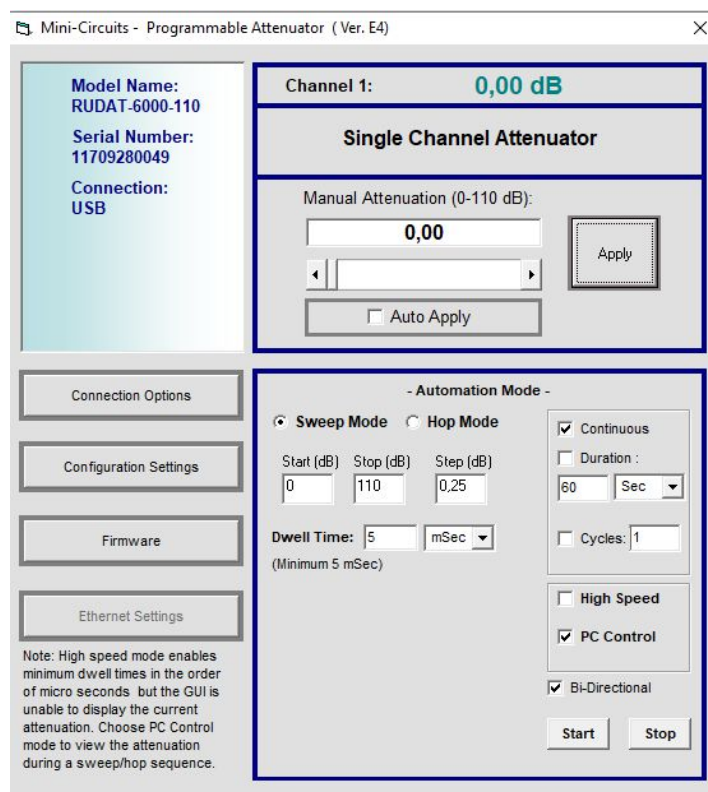 Mini-Circuits - Programmable Attenuator ( Ver. E4)
Model Name:
RUDAT-6000-110
Serial Number:
11709280049
Connection:
USB
Channel 1: 0,00 dB
Single Channel Attenuator
Manual Attenuation (0-110 dB):
0,00
Apply
Auto Apply
Connection Options
Configuration Settings
Firmware
Ethernet Settings
Note: High speed mode enables
minimum dwell times in the order
of micro seconds but the GUI is
unable to display the current
attenuation. Choose PC Control
mode to view the attenuation
during a sweep/hop sequence.
- Automation Mode -
Sweep Mode Hop Mode
Start (dB) Stop (dB) Step (dB)
0 110 0,25
Dwell Time: 5 mSec
(Minimum 5 mSec)
Continuous
Duration :
60 Sec
Cycles: 1
High Speed
PC Control
Bi-Directional
Start Stop